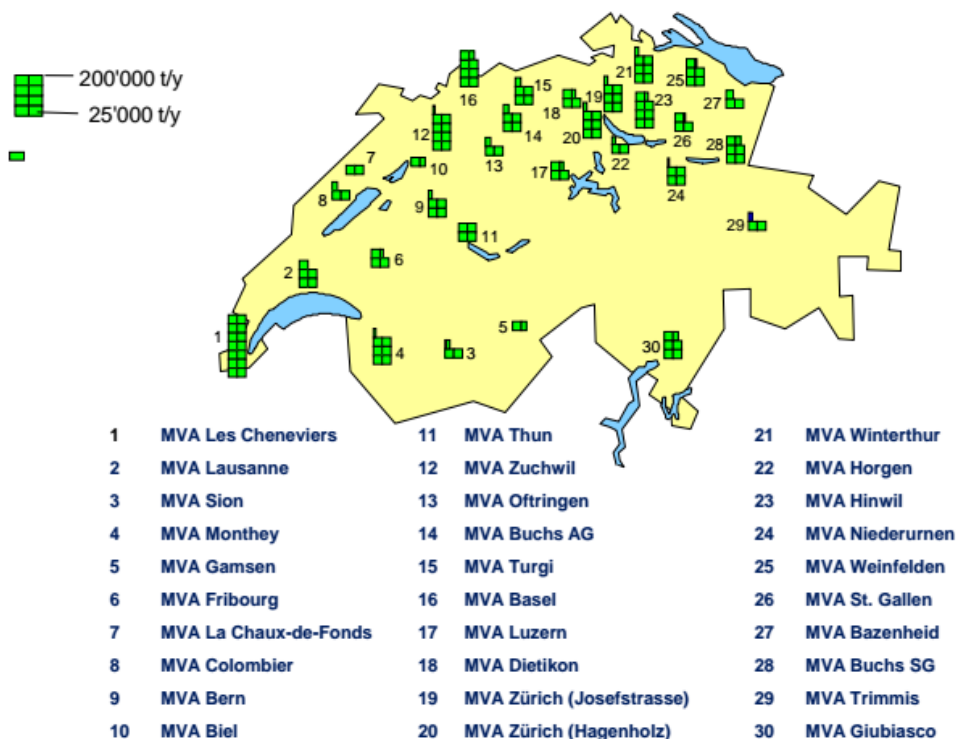 200'000 t/y
25'000 t/y
16
15
18
19
21
25
27
12
14
20
23
26
28
7
10
13
22
8
17
24
9
29
11
6
2
1
5
4
3
30
1 MVA Les Cheneviers 11 MVA Thun 21 MVA Winterthur
2 MVA Lausanne 12 MVA Zuchwil 22 MVA Horgen
3 MVA Sion 13 MVA Oftringen 23 MVA Hinwil
4 MVA Monthey 14 MVA Buchs AG 24 MVA Niederurnen
5 MVA Gamsen 15 MVA Turgi 25 MVA Weinfelden
6 MVA Fribourg 16 MVA Basel 26 MVA St. Gallen
7 MVA La Chaux-de-Fonds 17 MVA Luzern 27 MVA Bazenheid
8 MVA Colombier 18 MVA Dietikon 28 MVA Buchs SG
9 MVA Bern 19 MVA Zürich (Josefstrasse) 29 MVA Trimmis
10 MVA Biel 20 MVA Zürich (Hagenholz) 30 MVA Giubiasco